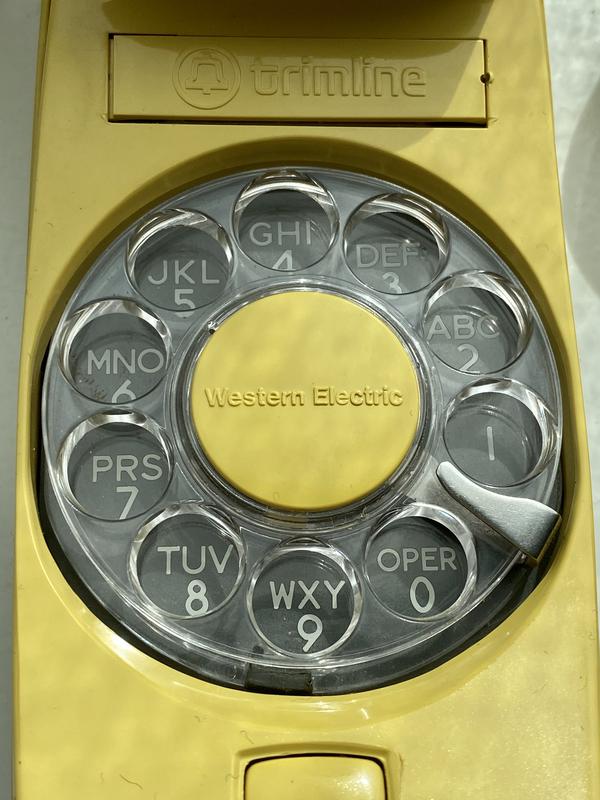 trimline
GHI
4
DEF
3
JKL
5
ABC
2
MNO
6
Western Electric
1
PRS
7
TUV
8
WXY
9
OPER
0